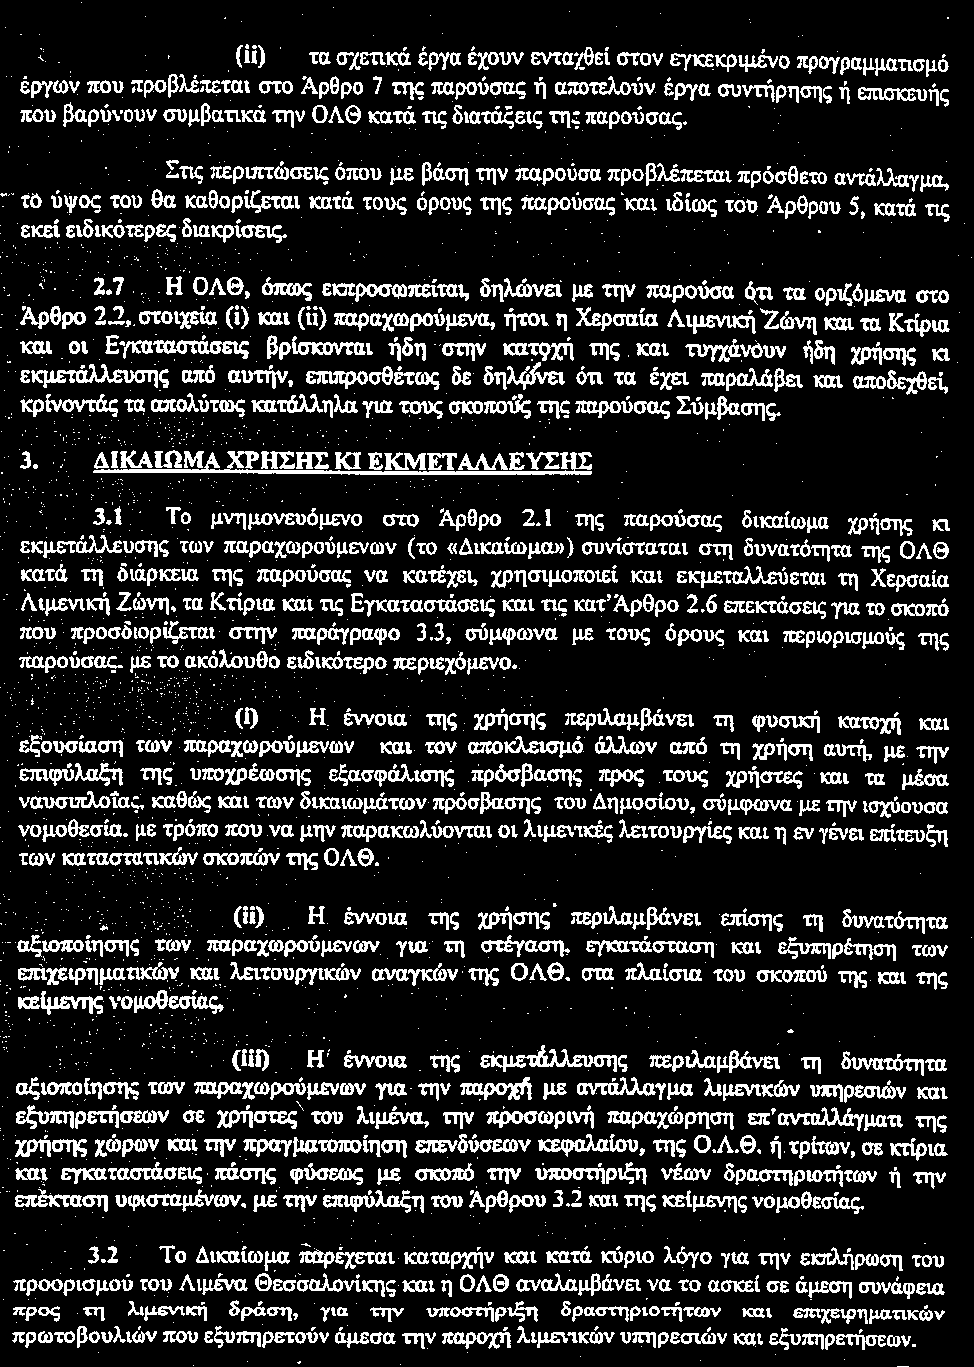 (ii) τα σχετικά έργα έχουν ενταχθεί στον εγκεκριμένο προγραμματισμό
έργων που προβλέπεται στο Άρθρο 7 της παρούσας ή αποτελούν έργα συντήρησης ή επισκευής
που βαρύνουν συμβατικά την ΟΛΘ κατά τις διατάξεις της παρούσας.
Στις περιπτώσεις όπου με βάση την παρούσα προβλέπεται πρόσθετο αντάλλαγμα,
το ύψος του θα καθορίζεται κατά τους όρους της παρούσας και ιδίως του Άρθρου 5, κατά τις
εκεί ειδικότερες διακρίσεις.
2.7 Η ΟΛΘ, όπως εκπροσωπείται, δηλώνει με την παρούσα ότι τα οριζόμενα στο
Άρθρο 2.2, στοιχεία (i) και (ii) παραχωρούμενα, ήτοι η Χερσαία Λιμενική Ζώνη και τα Κτίρια
και οι Εγκαταστάσεις βρίσκονται ήδη στην κατοχή της και τυγχάνουν ήδη χρήσης κι
εκμετάλλευσης από αυτήν, επιπροσθέτως δε δηλώνει ότι τα έχει παραλάβει και αποδεχθεί,
κρίνοντάς τα απολύτως κατάλληλα για τους σκοπούς της παρούσας Σύμβασης.
3. ΔΙΚΑΙΩΜΑ ΧΡΗΣΗΣ ΚΙ ΕΚΜΕΤΑΛΛΕΥΣΗΣ
3.1 Το μνημονευόμενο στο Άρθρο 2.1 της παρούσας δικαίωμα χρήσης κι
εκμετάλλευσης των παραχωρούμενων (το «Δικαίωμα») συνίσταται στη δυνατότητα της ΟΛΘ
κατά τη διάρκεια της παρούσας να κατέχει, χρησιμοποιεί και εκμεταλλεύεται τη Χερσαία
Λιμενική Ζώνη, τα Κτίρια και τις Εγκαταστάσεις και τις κατ' Άρθρο 2.6 επεκτάσεις για το σκοπό
που προσδιορίζεται στην παράγραφο 3.3, σύμφωνα με τους όρους και περιορισμούς της
παρούσας, με το ακόλουθο ειδικότερο περιεχόμενο.
(i) Η έννοια της χρήσης περιλαμβάνει τη φυσική κατοχή και
εξουσίαση των παραχωρούμενων και τον αποκλεισμό άλλων από τη χρήση αυτή, με την
επιφύλαξη της υποχρέωσης εξασφάλισης πρόσβασης προς τους χρήστες και τα μέσα
ναυσιπλοΐας, καθώς και των δικαιωμάτων πρόσβασης του Δημοσίου, σύμφωνα με την ισχύουσα
νομοθεσία, με τρόπο που να μην παρακωλύονται οι λιμενικές λειτουργίες και η εν γένει επίτευξη
των καταστατικών σκοπών της ΟΛΘ.
(ii) Η έννοια της χρήσης περιλαμβάνει επίσης τη δυνατότητα
αξιοποίησης των παραχωρούμενων για τη στέγαση, εγκατάσταση και εξυπηρέτηση των
επιχειρηματικών και λειτουργικών αναγκών της ΟΛΘ, στα πλαίσια του σκοπού της και της
κείμενης νομοθεσίας,
(iii) Η έννοια της εκμετάλλευσης περιλαμβάνει τη δυνατότητα
αξιοποίησης των παραχωρούμενων για την παροχή με αντάλλαγμα λιμενικών υπηρεσιών και
εξυπηρετήσεων σε χρήστες του λιμένα, την προσωρινή παραχώρηση επ' ανταλλάγματι της
χρήσης χώρων και την πραγματοποίηση επενδύσεων κεφαλαίου, της Ο.Λ.Θ. ή τρίτων, σε κτίρια
και εγκαταστάσεις πάσης φύσεως με σκοπό την υποστήριξη νέων δραστηριοτήτων ή την
επέκταση υφισταμένων, με την επιφύλαξη του Άρθρου 3.2 και της κείμενης νομοθεσίας.
3.2 Το Δικαίωμα παρέχεται καταρχήν και κατά κύριο λόγο για την εκπλήρωση του
προορισμού του Λιμένα Θεσσαλονίκης και η ΟΛΘ αναλαμβάνει να το ασκεί σε άμεση συνάφεια
προς τη λιμενική δράση, για την υποστήριξη δραστηριοτήτων και επιχειρηματικών
πρωτοβουλιών που εξυπηρετούν άμεσα την παροχή λιμενικών υπηρεσιών και εξυπηρετήσεων.